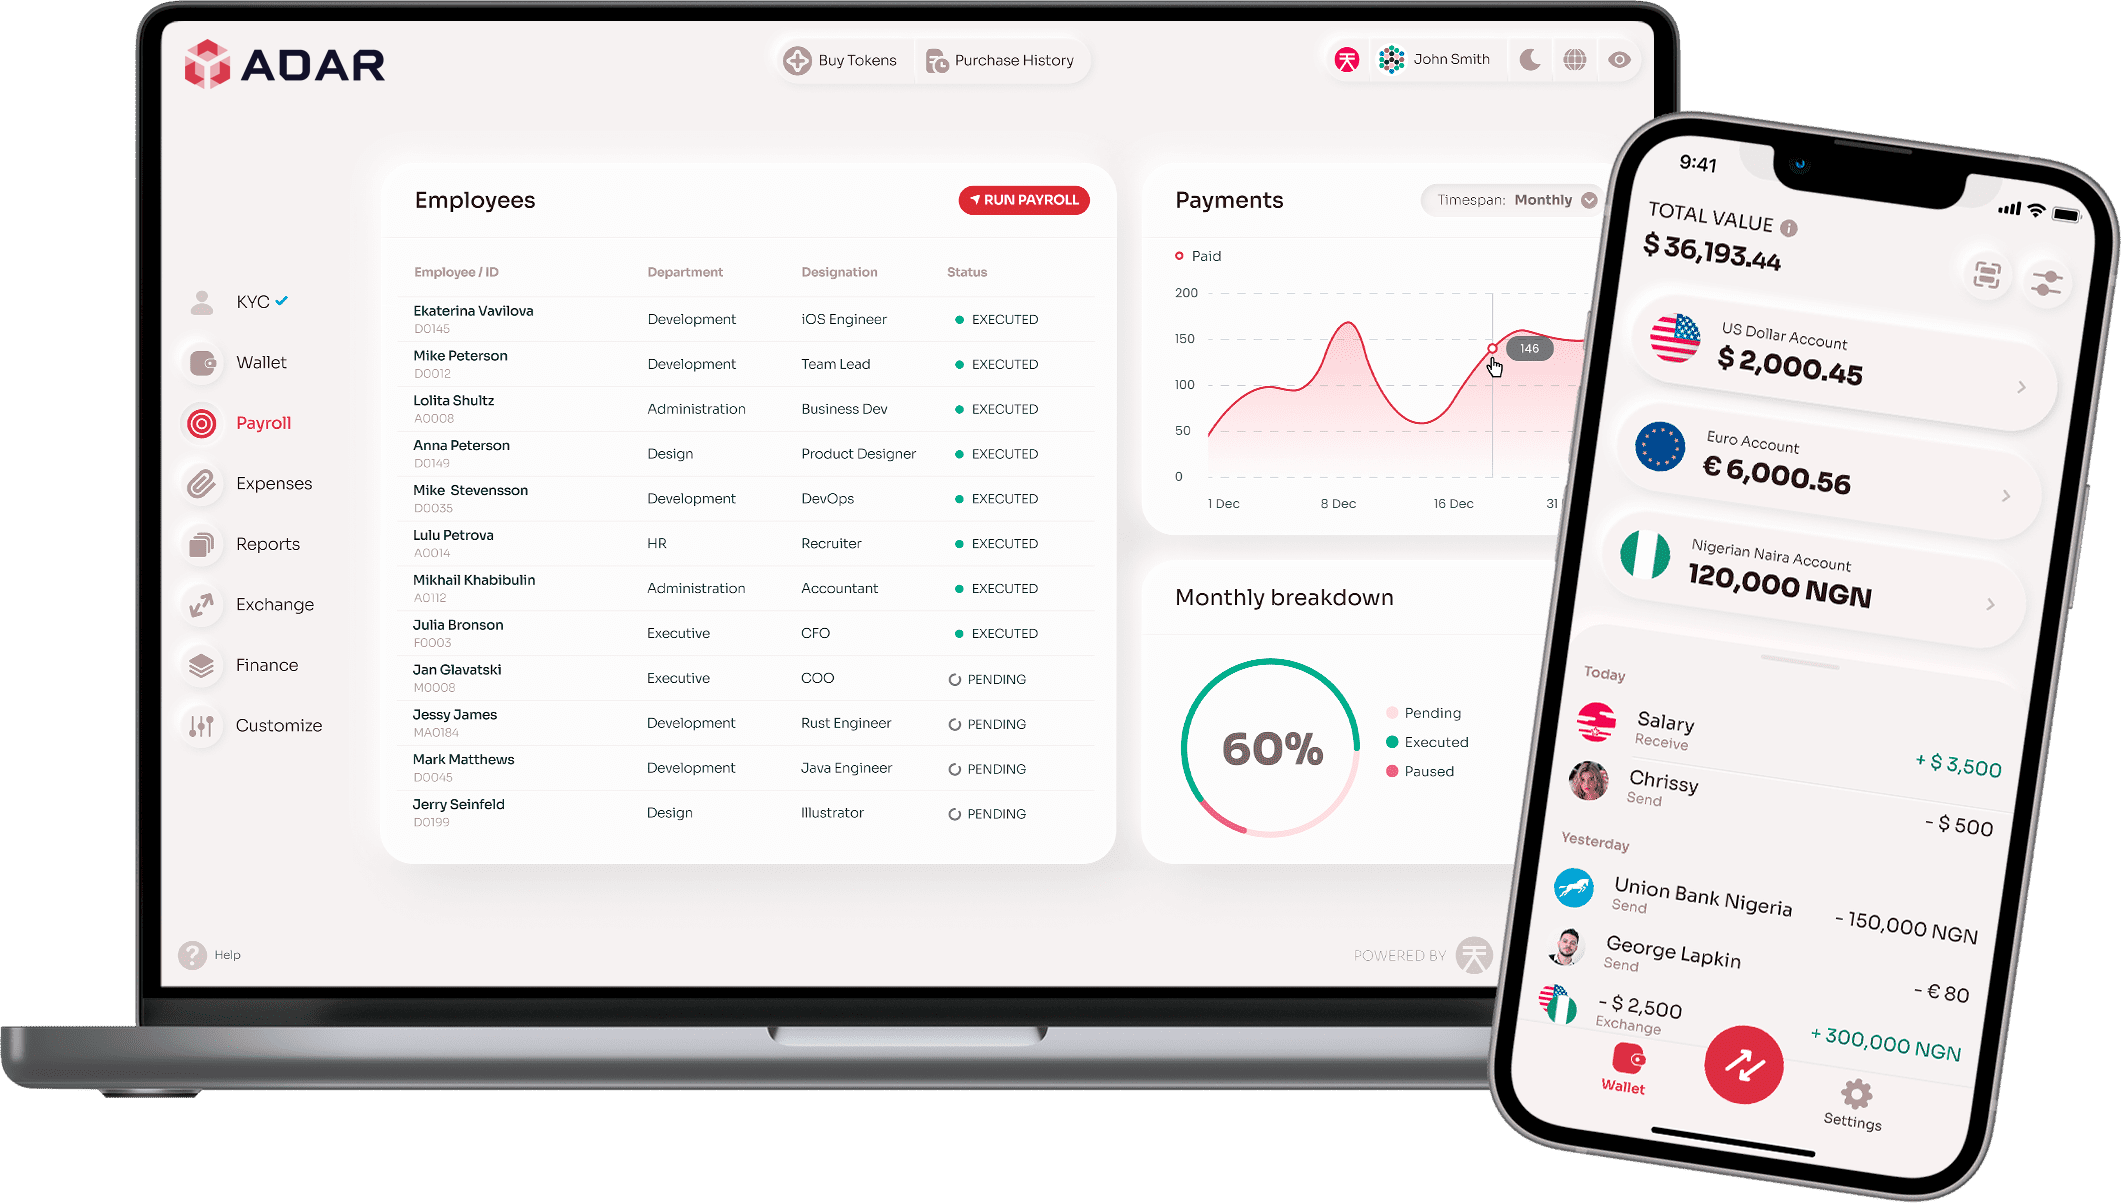 ADAR
Buy Tokens
Purchase History
John Smith
KYC
Wallet
Payroll
Expenses
Reports
Exchange
Finance
Customize
Help
Employees
RUN PAYROLL
Employee / ID Department Designation Status
Ekaterina Vavilova
D0145
Development iOS Engineer EXECUTED
Mike Peterson
D0012
Development Team Lead EXECUTED
Lolita Shultz
A0008
Administration Business Dev EXECUTED
Anna Peterson
D0149
Design Product Designer EXECUTED
Mike Stevensson
D0035
Development DevOps EXECUTED
Lulu Petrova
A0014
HR Recruiter EXECUTED
Mikhail Khabibulin
A0112
Administration Accountant EXECUTED
Julia Bronson
F0003
Executive CFO EXECUTED
Jan Glavatski
M0008
Executive COO PENDING
Jessy James
MA0184
Development Rust Engineer PENDING
Mark Matthews
D0045
Development Java Engineer PENDING
Jerry Seinfeld
D0199
Design Illustrator PENDING
Payments
Timespan: Monthly
Paid
200
150
100
50
0
146
1 Dec 8 Dec 16 Dec 31
Monthly breakdown
60%
Pending
Executed
Paused
POWERED BY
9:41
TOTAL VALUE
$ 36,193.44
US Dollar Account
$ 2,000.45
Euro Account
€ 6,000.56
Nigerian Naira Account
120,000 NGN
Today
Salary
Receive
+ $ 3,500
Chrissy
Send
- $ 500
Yesterday
Union Bank Nigeria
Send
- 150,000 NGN
George Lapkin
Send
- € 80
- $ 2,500
Exchange
+ 300,000 NGN
Wallet
Settings